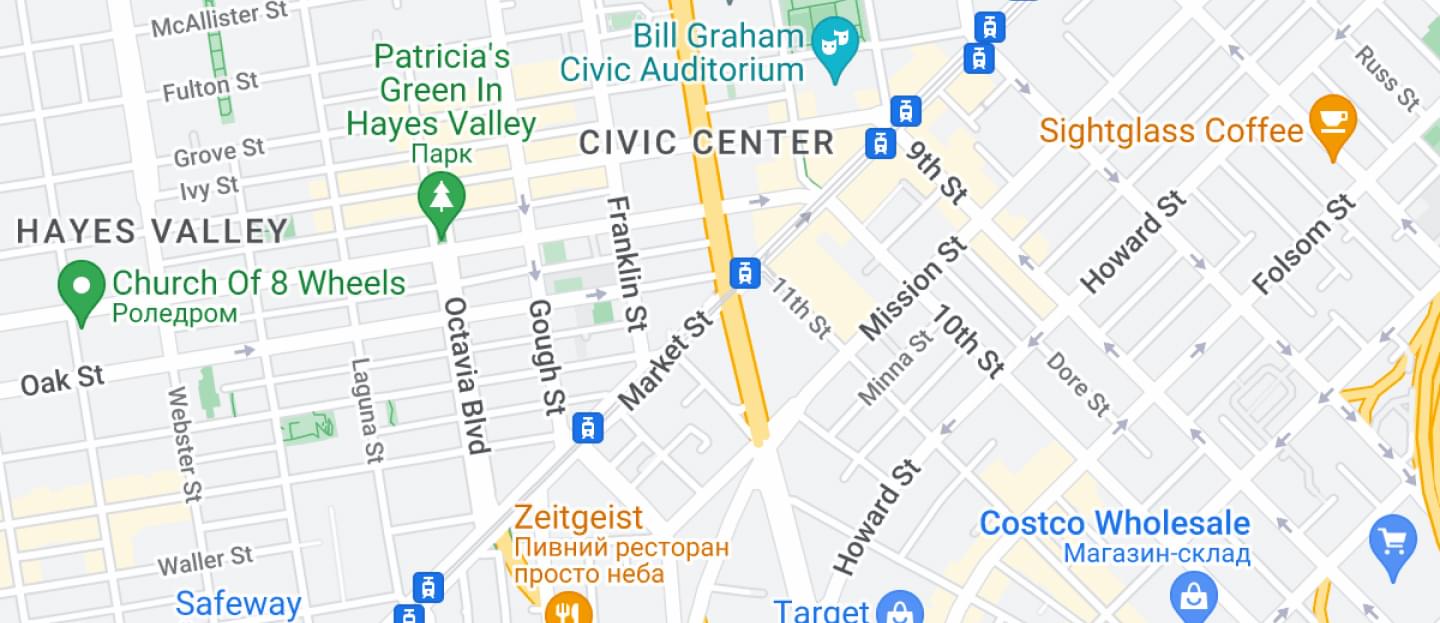 McAllister St
Bill Graham
Civic Auditorium
Patricia's
Green In
Hayes Valley
Парк
Fulton St
Russ St
Sightglass Coffee
CIVIC CENTER
Grove St
Ivy St
9th St
HAYES VALLEY
Franklin St
Howard St
Folsom St
Church Of 8 Wheels
Роледром
Mission St
11th St
Octavia Blvd
Gough St
Market St
10th St
Minna St
Dore St
Oak St
Laguna St
Webster St
Howard St
Zeitgeist
Пивний ресторан
просто неба
Costco Wholesale
Магазин-склад
Waller St
Safeway
Target